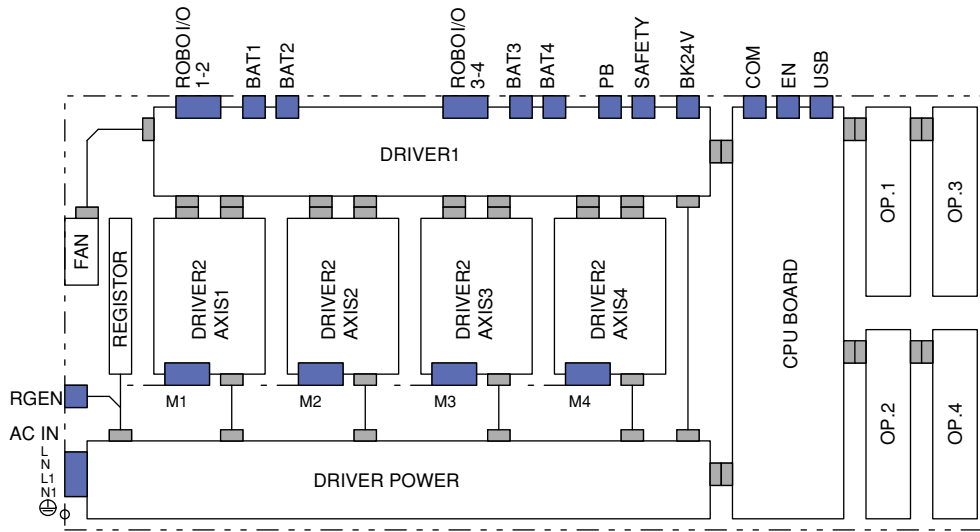 ROBO I/O
1-2
BAT1
BAT2
ROBO I/O
3-4
BAT3
BAT4
PB
SAFETY
BK24V
COM
EN
USB
DRIVER1
FAN
REGISTOR
DRIVER2
AXIS1
DRIVER2
AXIS2
DRIVER2
AXIS3
DRIVER2
AXIS4
CPU BOARD
OP.1
OP.3
OP.2
OP.4
RGEN
M1
M2
M3
M4
AC IN
L
N
L1
N1
DRIVER POWER